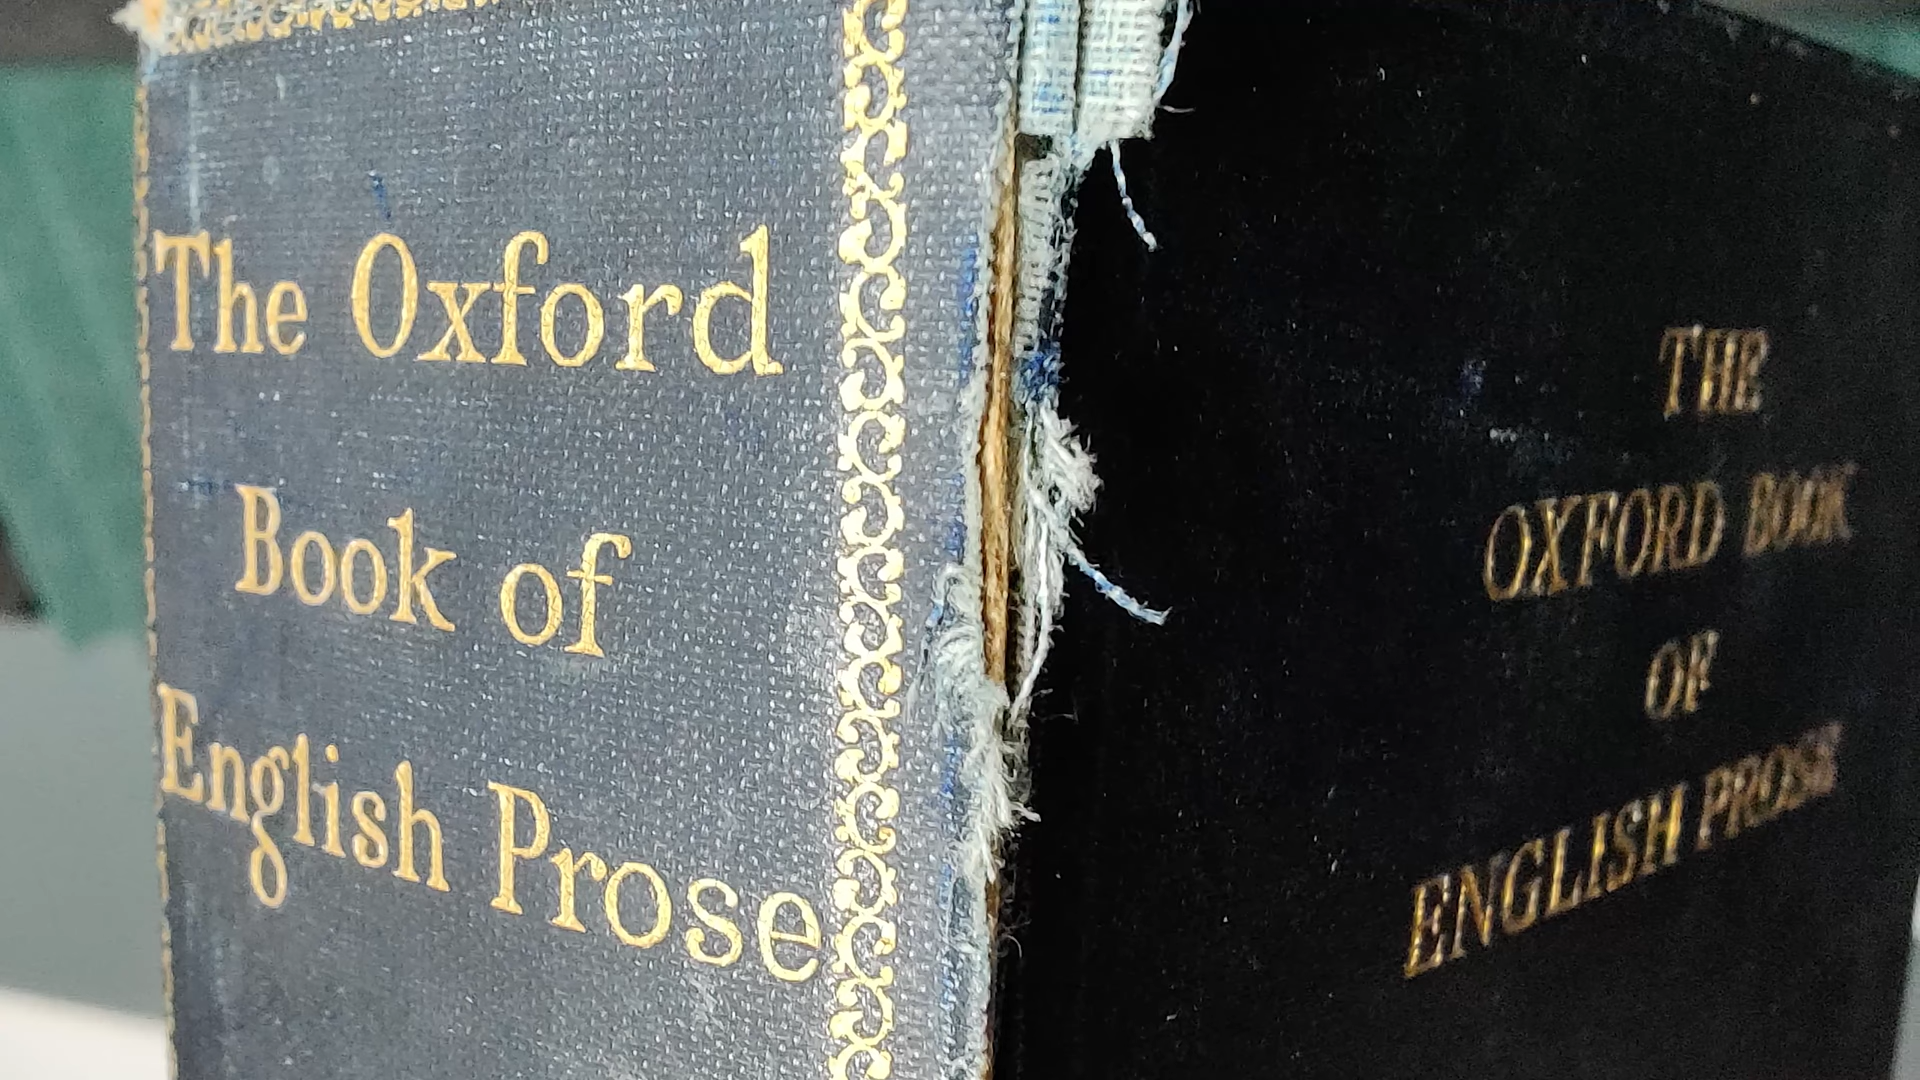 The Oxford
Book of
English Prose
THE
OXFORD BOOK
OF
ENGLISH PROSE